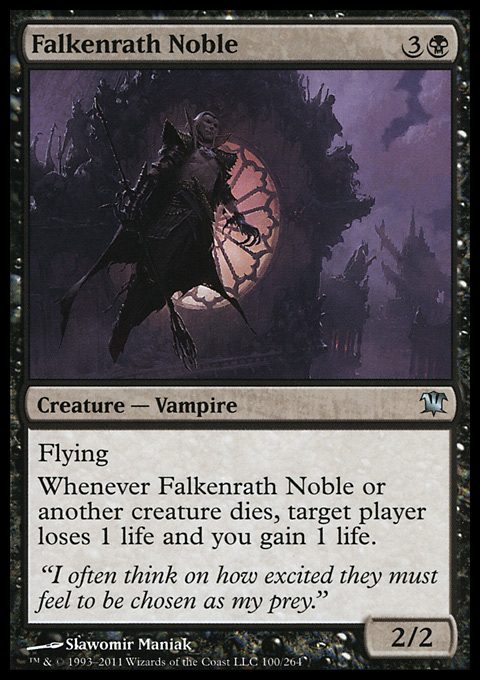 Falkenrath Noble 3
Creature — Vampire
Flying
Whenever Falkenrath Noble or
another creature dies, target player
loses 1 life and you gain 1 life.
“I often think on how excited they must
feel to be chosen as my prey.”
2/2
Slawomir Maniak
™ & © 1993–2011 Wizards of the Coast LLC 100/264